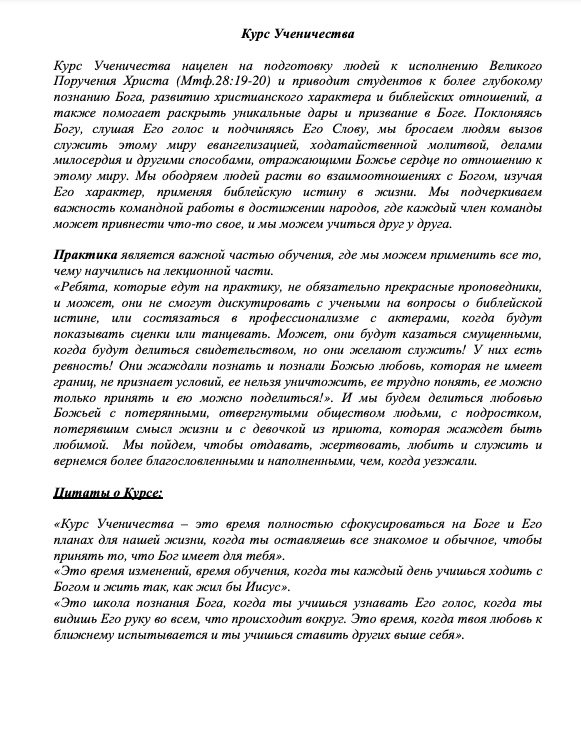 Курс Ученичества
Курс Ученичества нацелен на подготовку людей к исполнению Великого
Поручения Христа (Мтф.28:19-20) и приводит студентов к более глубокому
познанию Бога, развитию христианского характера и библейских отношений, а
также помогает раскрыть уникальные дары и призвание в Боге. Поклоняясь
Богу, слушая Его голос и подчиняясь Его Слову, мы бросаем людям вызов
служить этому миру евангелизацией, ходатайственной молитвой, делами
милосердия и другими способами, отражающими Божье сердце по отношению к
этому миру. Мы ободряем людей расти во взаимоотношениях с Богом, изучая
Его характер, применяя библейскую истину в жизни. Мы подчеркиваем
важность командной работы в достижении народов, где каждый член команды
может привнести что-то свое, и мы можем учиться друг у друга.
Практика является важной частью обучения, где мы можем применить все то,
чему научились на лекционной части.
«Ребята, которые едут на практику, не обязательно прекрасные проповедники,
и может, они не смогут дискутировать с учеными на вопросы о библейской
истине, или состязаться в профессионализме с актерами, когда будут
показывать сценки или танцевать. Может, они будут казаться смущенными,
когда будут делиться свидетельством, но они желают служить! У них есть
ревность! Они жаждали познать и познали Божью любовь, которая не имеет
границ, не признает условий, ее нельзя уничтожить, ее трудно понять, ее можно
только принять и ею можно поделиться!». И мы будем делиться любовью
Божьей с потерянными, отвергнутыми обществом людьми, с подростком,
потерявшим смысл жизни и с девочкой из приюта, которая жаждет быть
любимой. Мы пойдем, чтобы отдавать, жертвовать, любить и служить и
вернемся более благословленными и наполненными, чем, когда уезжали.
Цитаты о Курсе:
«Курс Ученичества – это время полностью сфокусироваться на Боге и Его
планах для нашей жизни, когда ты оставляешь все знакомое и обычное, чтобы
принять то, что Бог имеет для тебя».
«Это время изменений, время обучения, когда ты каждый день учишься ходить с
Богом и жить так, как жил бы Иисус».
«Это школа познания Бога, когда ты учишься узнавать Его голос, когда ты
видишь Его руку во всем, что происходит вокруг. Это время, когда твоя любовь к
ближнему испытывается и ты учишься ставить других выше себя».